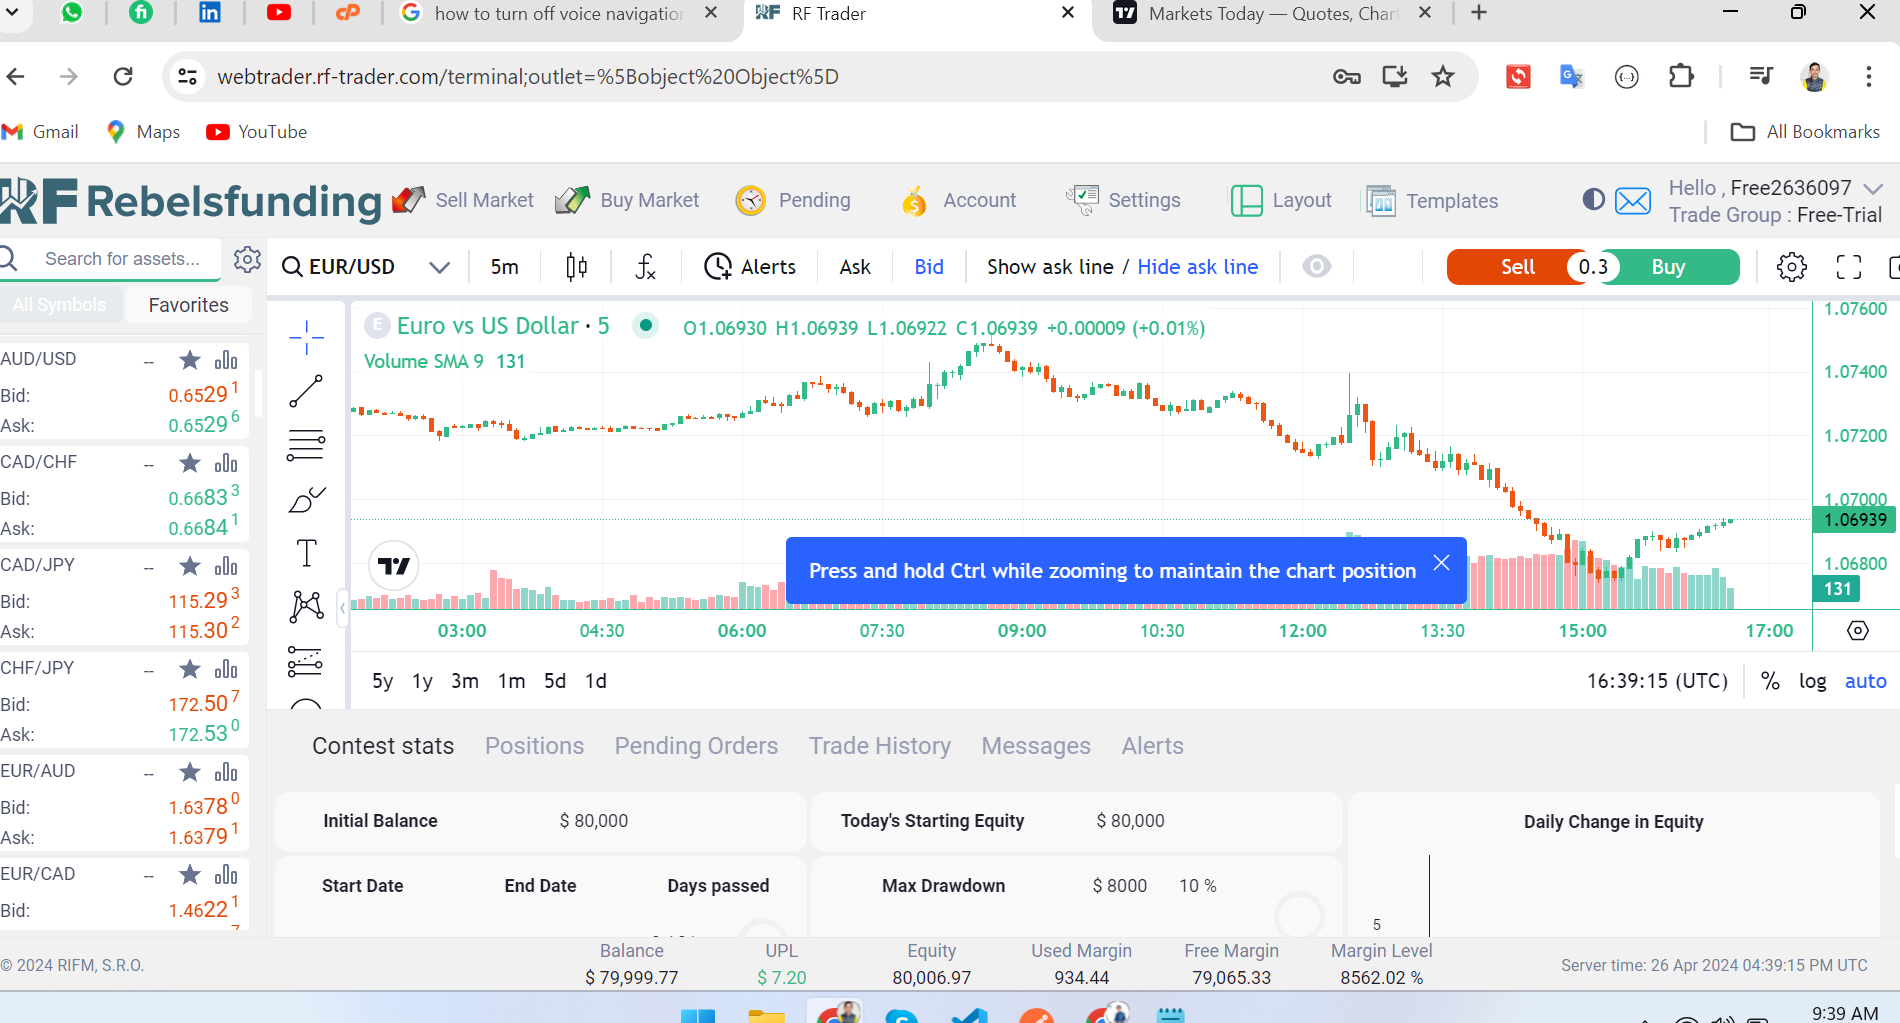 how to turn off voice navigation
RF Trader
Markets Today — Quotes, Char
webtrader.rf-trader.com/terminal;outlet=%5Bobject%20Object%5D
Gmail
Maps
YouTube
All Bookmarks
RF Rebelsfunding
Sell Market
Buy Market
Pending
Account
Settings
Layout
Templates
Hello , Free2636097
Trade Group : Free-Trial
Search for assets...
EUR/USD
5m
Alerts
Ask
Bid
Show ask line / Hide ask line
Sell
0.3
Buy
All Symbols
Favorites
AUD/USD --
Bid: 0.6529 1
Ask: 0.6529 6
CAD/CHF --
Bid: 0.6683 3
Ask: 0.6684 1
CAD/JPY --
Bid: 115.29 3
Ask: 115.30 2
CHF/JPY --
Bid: 172.50 7
Ask: 172.53 0
EUR/AUD --
Bid: 1.6378 0
Ask: 1.6379 1
EUR/CAD --
Bid: 1.4622 1
E Euro vs US Dollar · 5
O1.06930 H1.06939 L1.06922 C1.06939 +0.00009 (+0.01%)
Volume SMA 9 131
1.07600
1.07400
1.07200
1.07000
1.06939
1.06800
131
Press and hold Ctrl while zooming to maintain the chart position
03:00 04:30 06:00 07:30 09:00 10:30 12:00 13:30 15:00 17:00
5y 1y 3m 1m 5d 1d
16:39:15 (UTC)
% log auto
Contest stats
Positions
Pending Orders
Trade History
Messages
Alerts
Initial Balance $ 80,000
Today's Starting Equity $ 80,000
Daily Change in Equity
Start Date End Date Days passed
Max Drawdown $ 8000 10 %
5
Balance UPL Equity Used Margin Free Margin Margin Level
$ 79,999.77 $ 7.20 80,006.97 934.44 79,065.33 8562.02 %
© 2024 RIFM, S.R.O.
Server time: 26 Apr 2024 04:39:15 PM UTC
9:39 AM